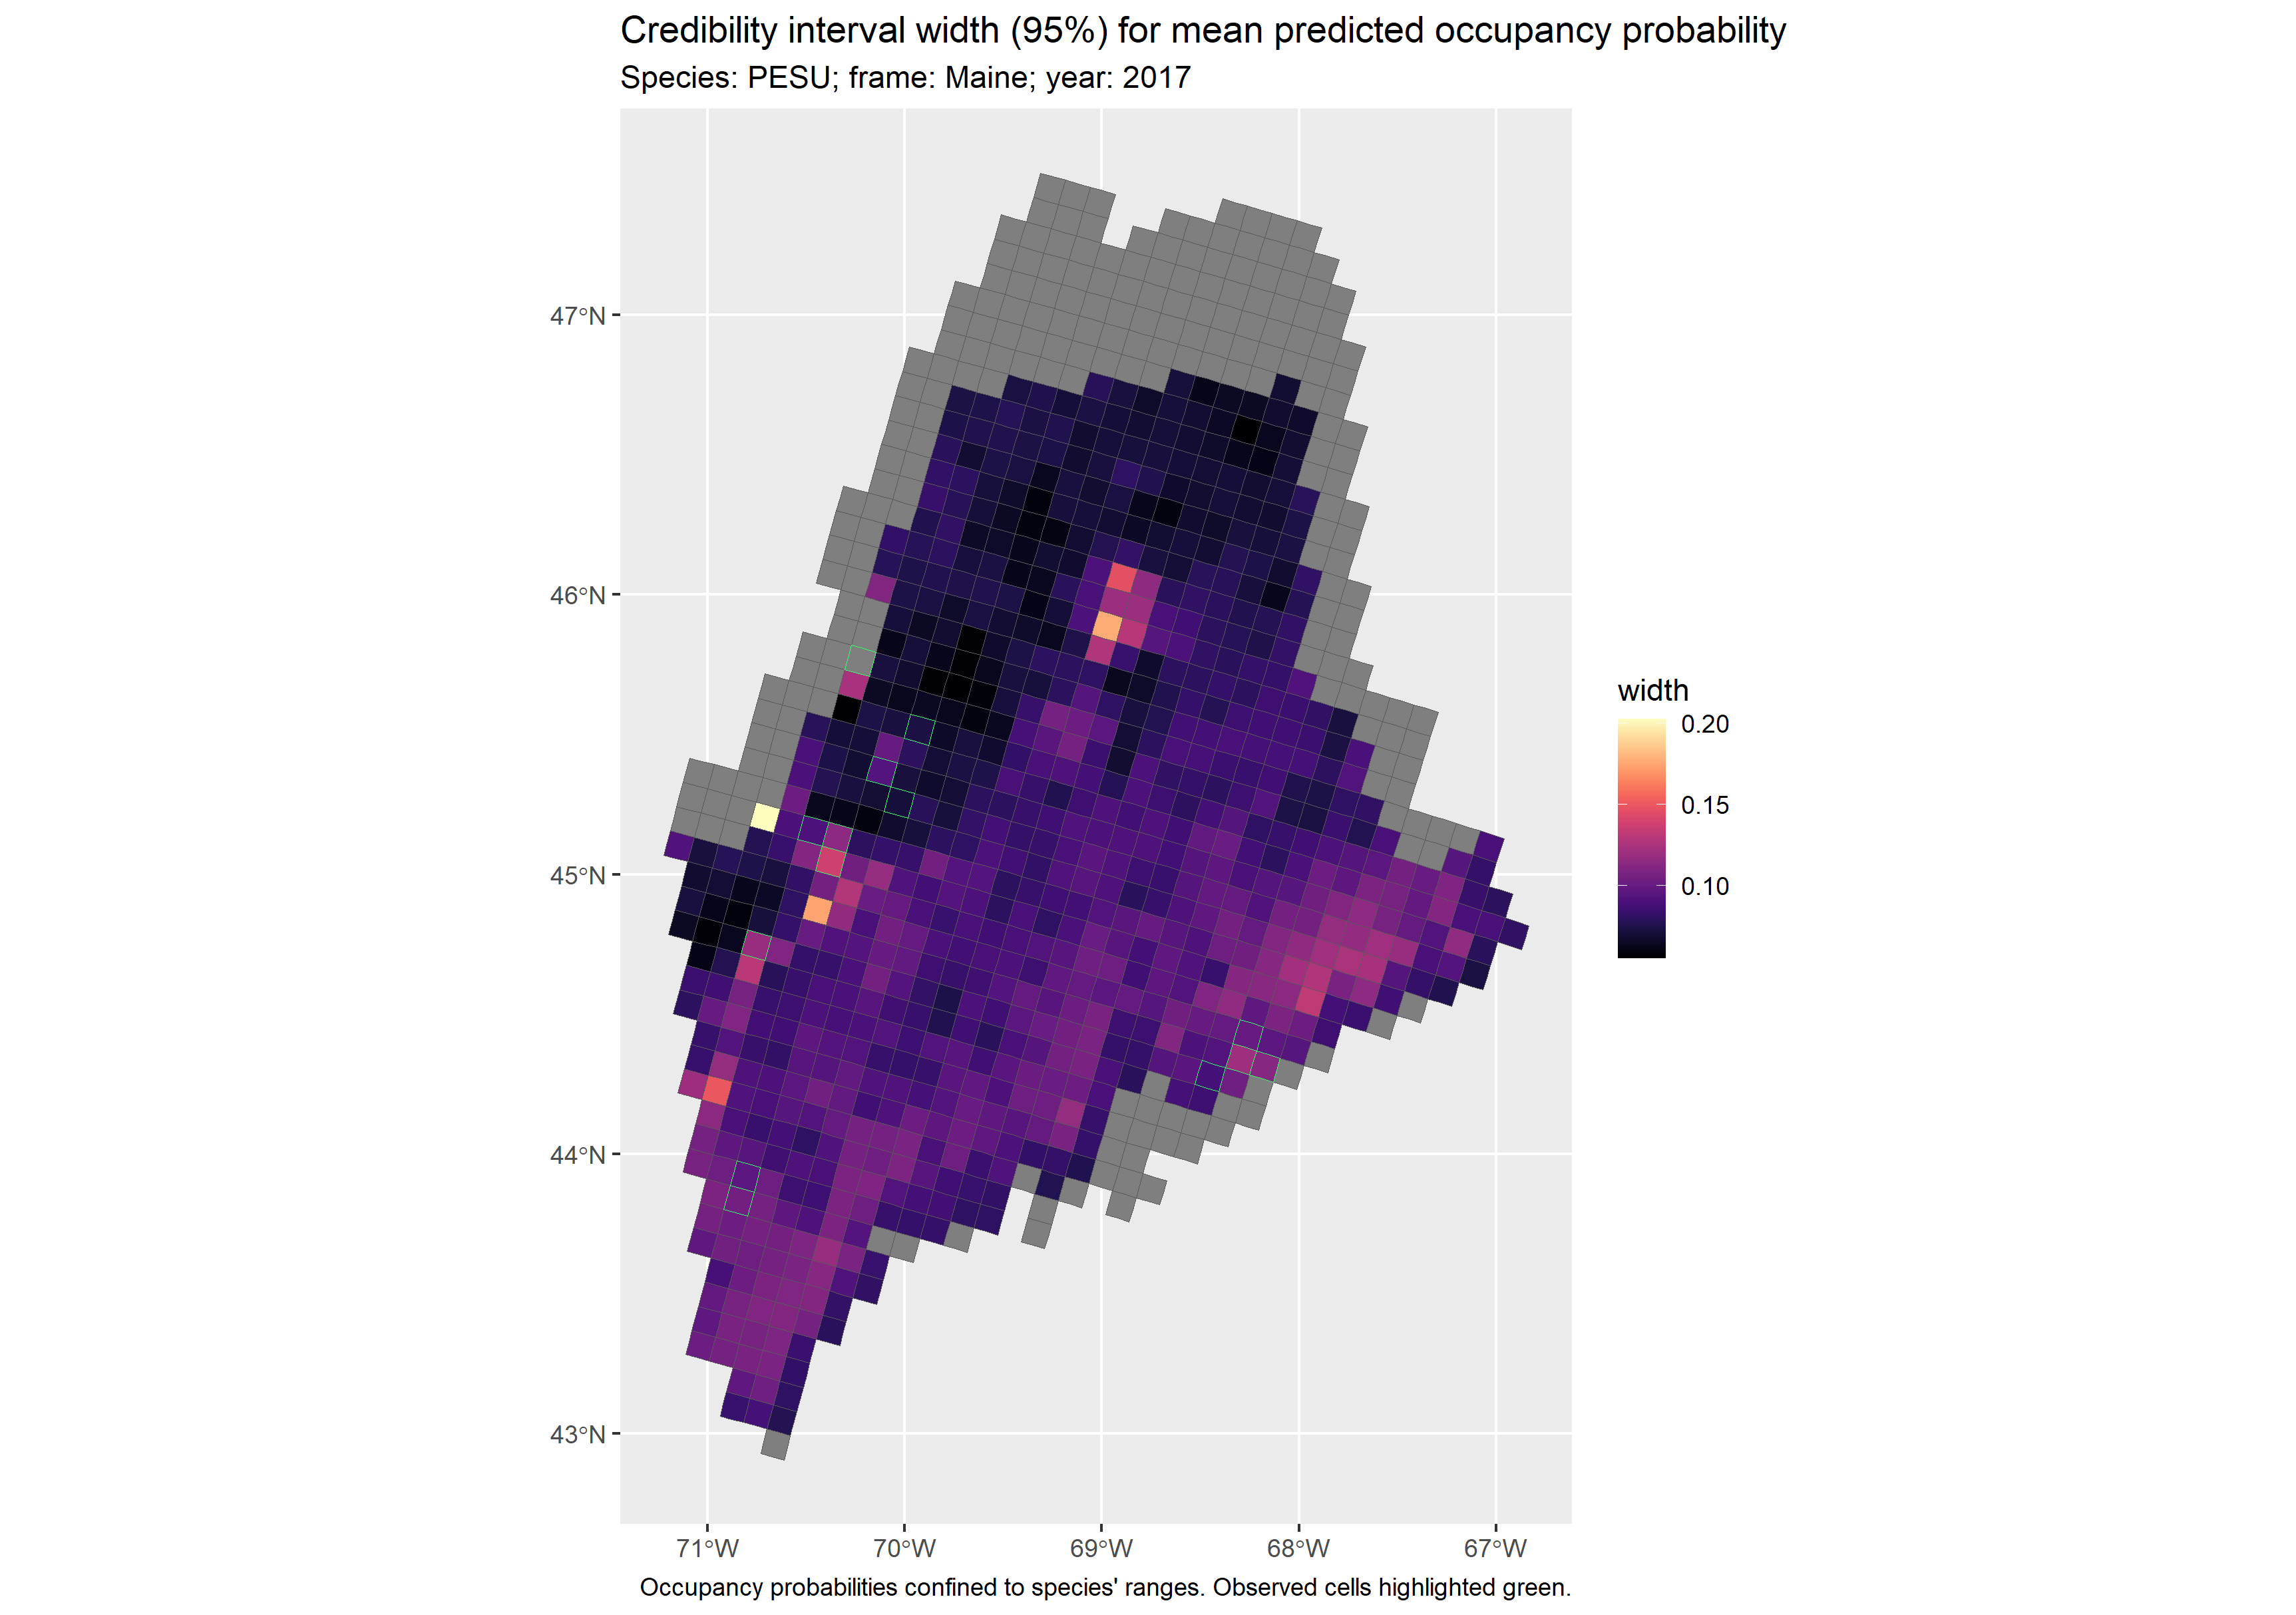 Credibility interval width (95%) for mean predicted occupancy probability
Species: PESU; frame: Maine; year: 2017
47°N
46°N
45°N
44°N
43°N
71°W
70°W
69°W
68°W
67°W
width
0.20
0.15
0.10
Occupancy probabilities confined to species' ranges. Observed cells highlighted green.